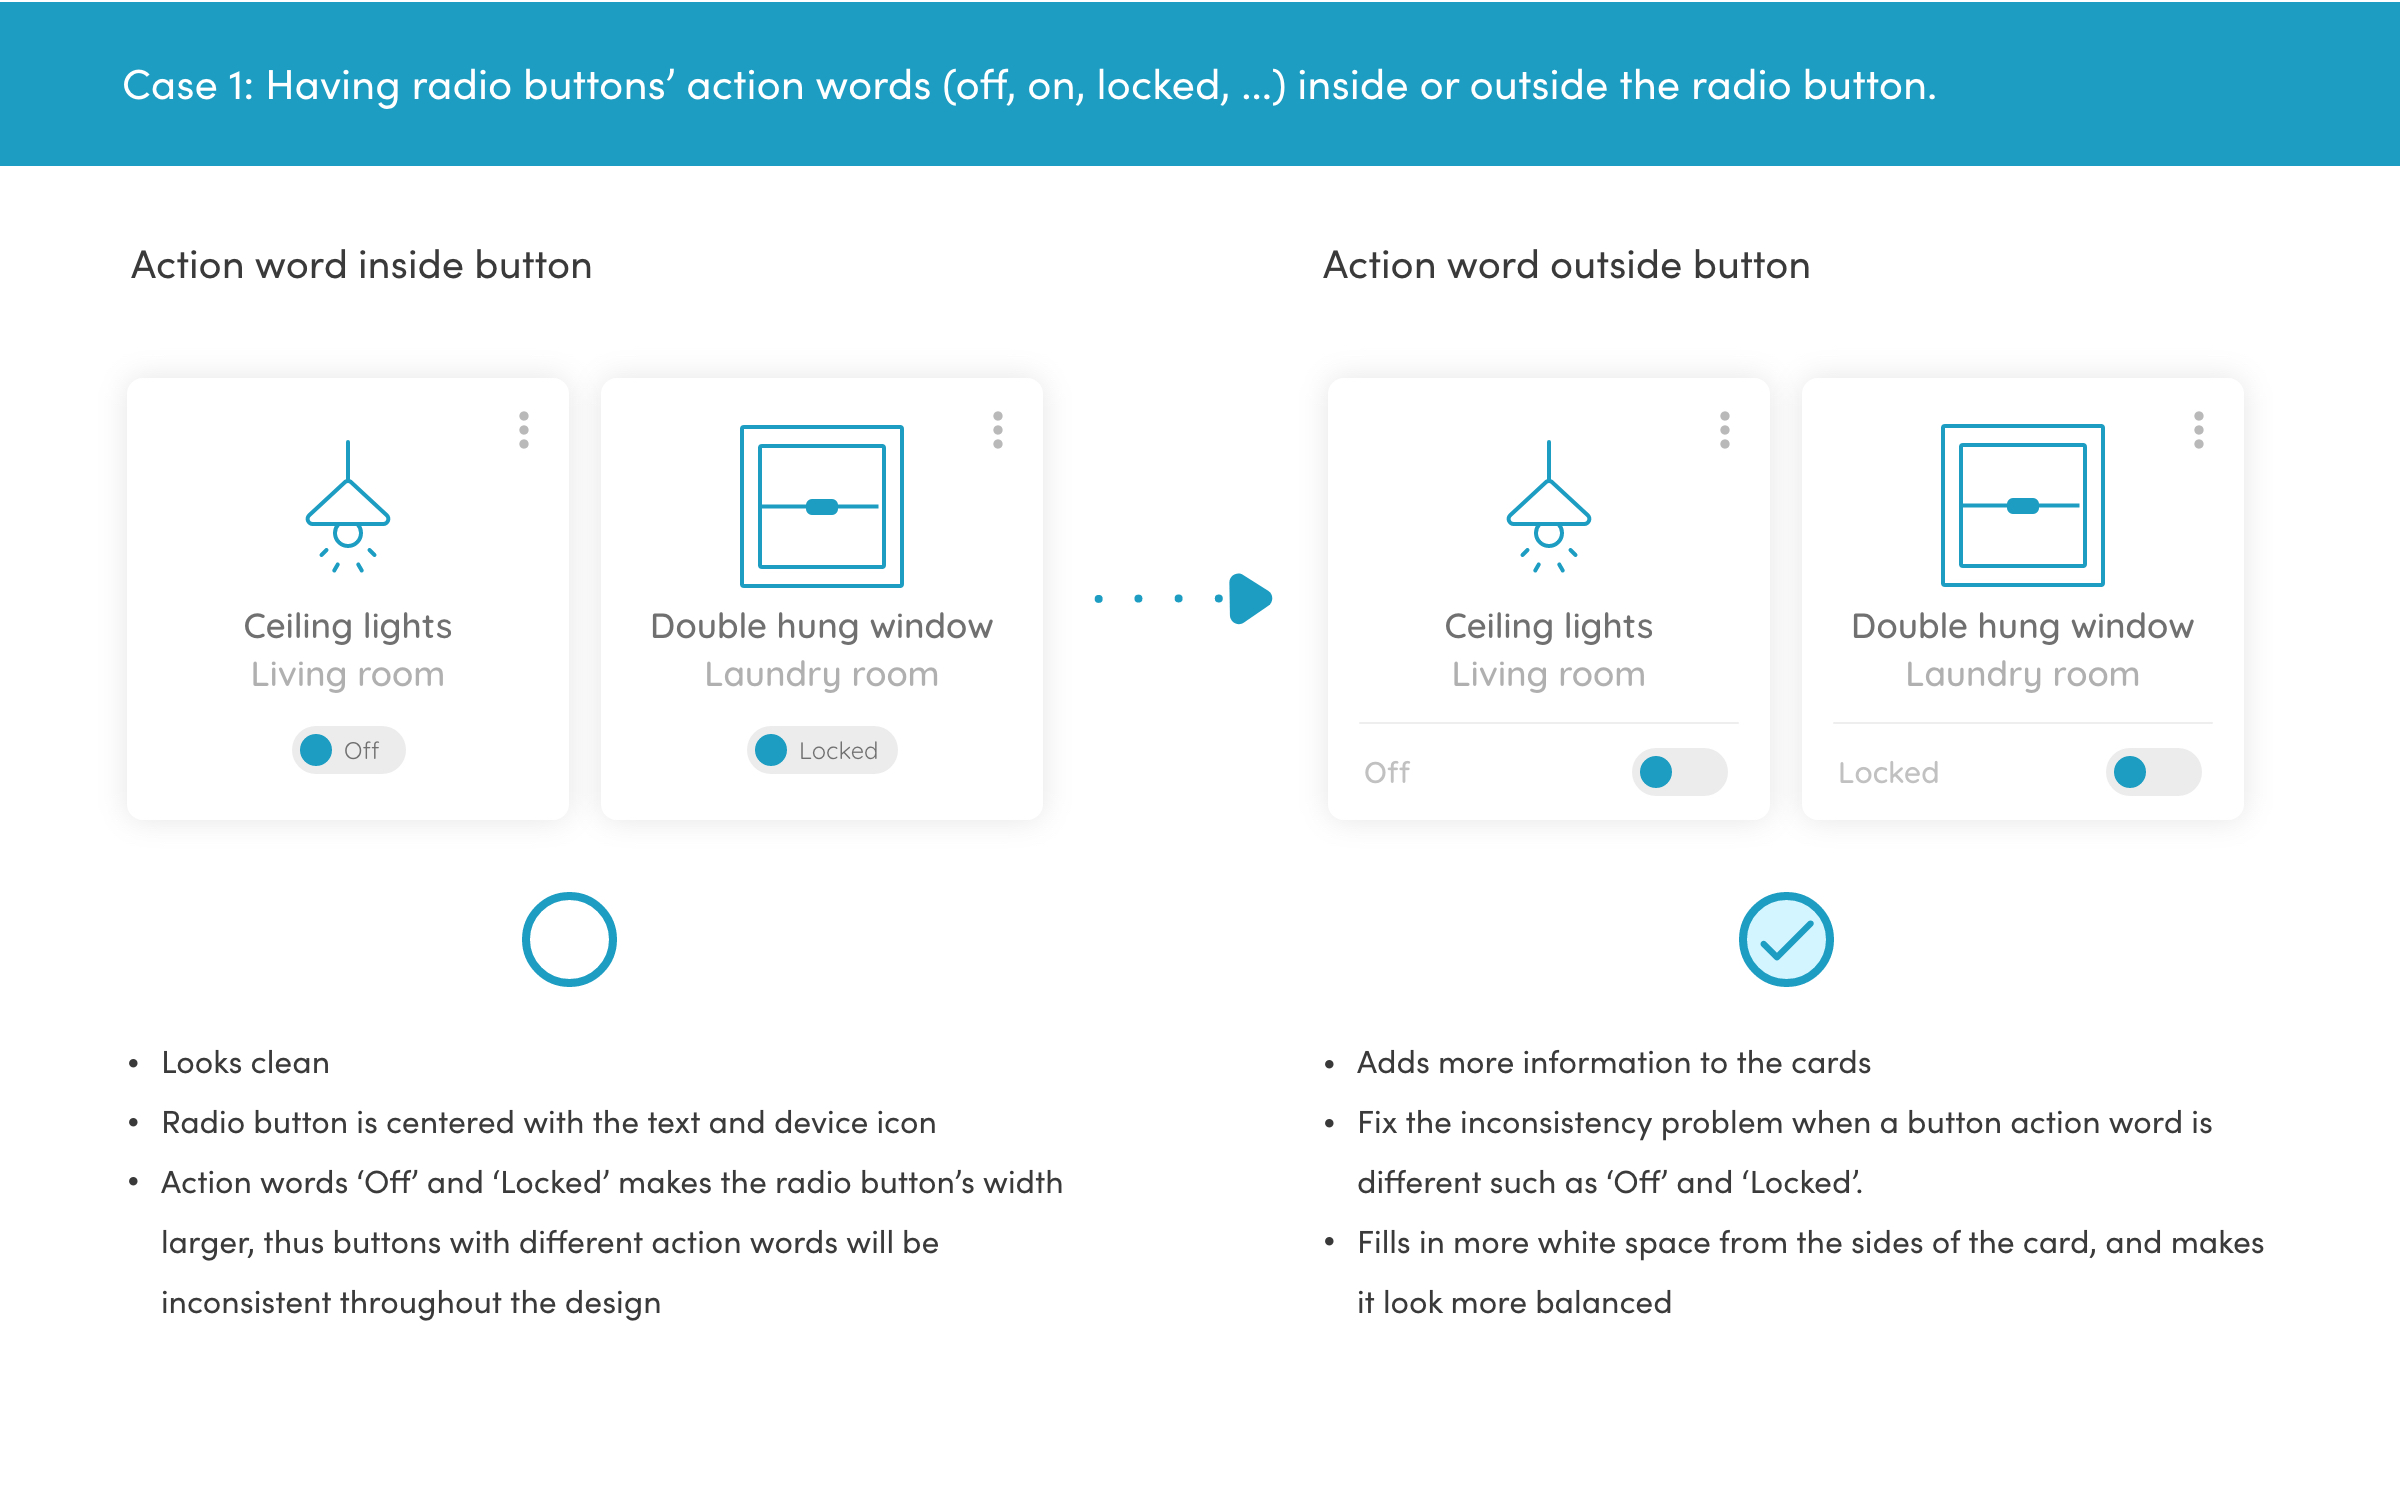 Case 1: Having radio buttons’ action words (off, on, locked, ...) inside or outside the radio button.
Action word inside button
Ceiling lights
Living room
Off
Double hung window
Laundry room
Locked
• Looks clean
• Radio button is centered with the text and device icon
• Action words ‘Off’ and ‘Locked’ makes the radio button’s width
larger, thus buttons with different action words will be
inconsistent throughout the design
Action word outside button
Ceiling lights
Living room
Off
Double hung window
Laundry room
Locked
• Adds more information to the cards
• Fix the inconsistency problem when a button action word is
different such as ‘Off’ and ‘Locked’.
• Fills in more white space from the sides of the card, and makes
it look more balanced